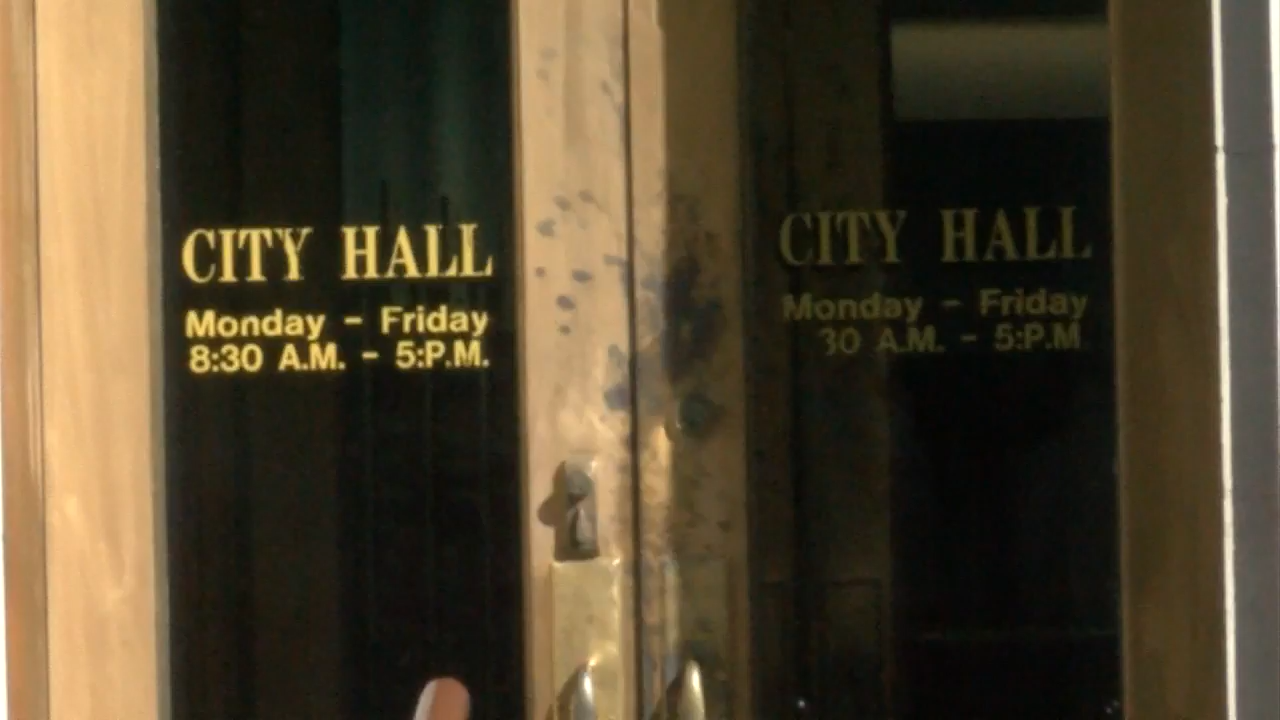 CITY HALL
Monday - Friday
8:30 A.M. - 5:P.M.
CITY HALL
Monday - Friday
30 A.M. - 5:P.M